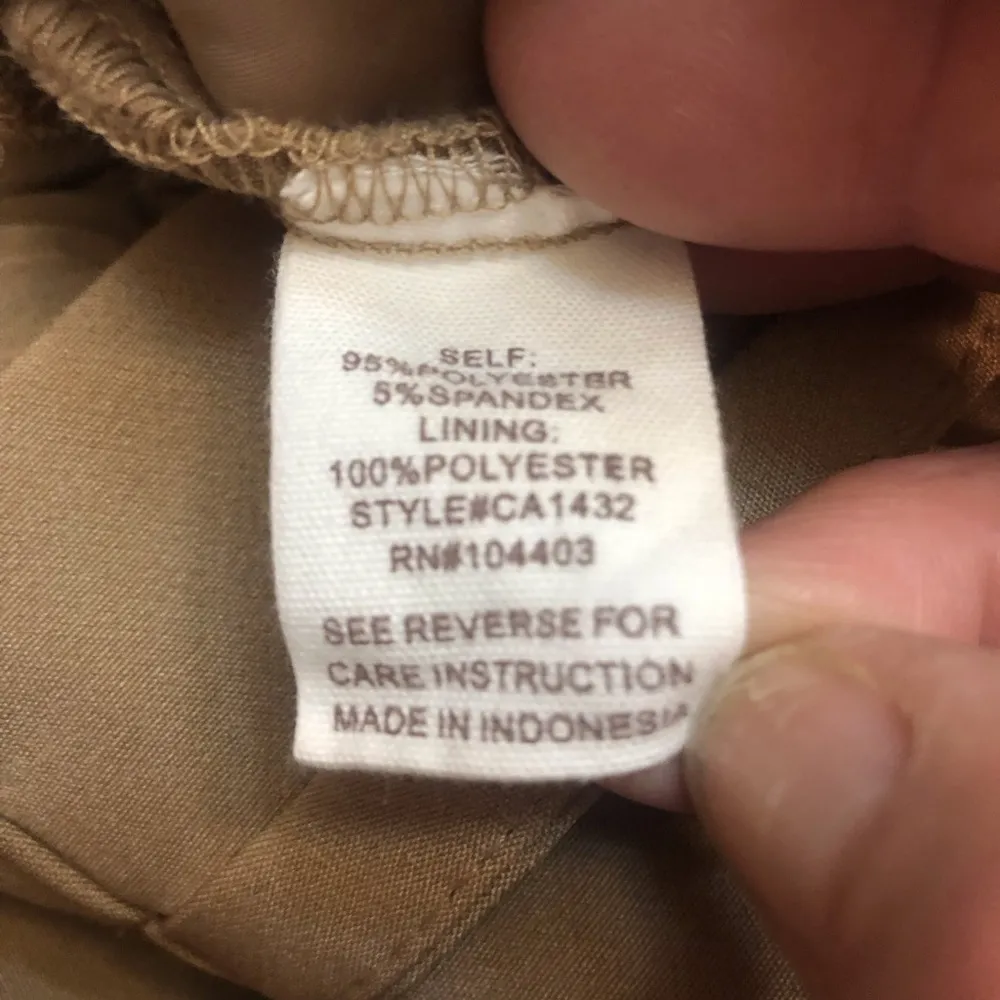 SELF:
95%POLYESTER
5%SPANDEX
LINING:
100%POLYESTER
STYLE#CA1432
RN#104403
SEE REVERSE FOR
CARE INSTRUCTION
MADE IN INDONESIA